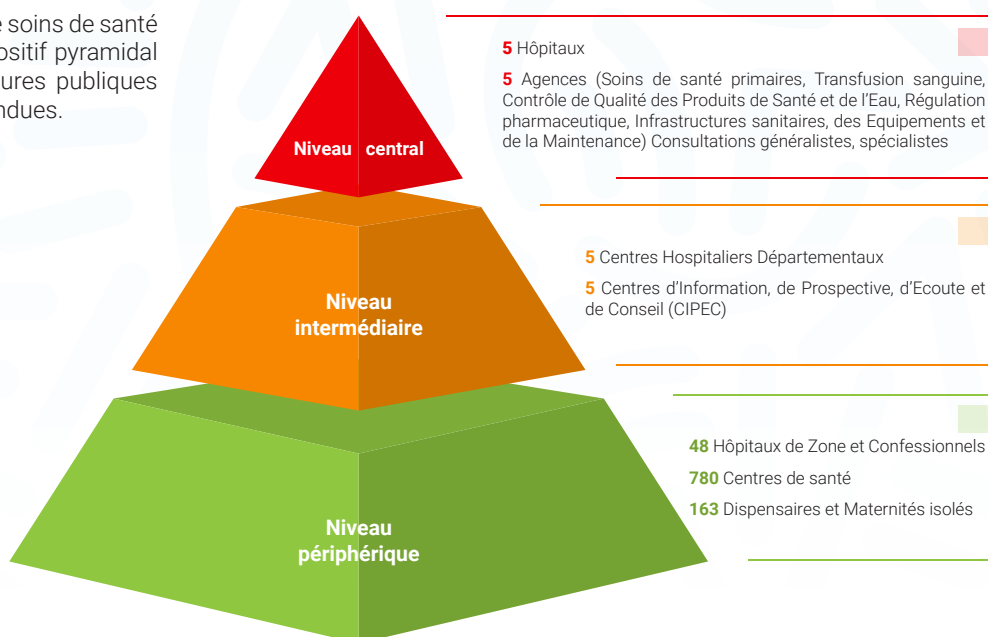 soins de santé
pyramidal
publiques
5 Hôpitaux
5 Agences (Soins de santé primaires, Transfusion sanguine,
Contrôle de Qualité des Produits de Santé et de l'Eau, Régulation
pharmaceutique, Infrastructures sanitaires, des Equipements et
de la Maintenance) Consultations généralistes, spécialistes
Niveau central
5 Centres Hospitaliers Départementaux
5 Centres d'Information, de Prospective, d'Ecoute et
de Conseil (CIPEC)
Niveau
intermédiaire
48 Hôpitaux de Zone et Confessionnels
780 Centres de santé
163 Dispensaires et Maternités isolés
Niveau
périphérique